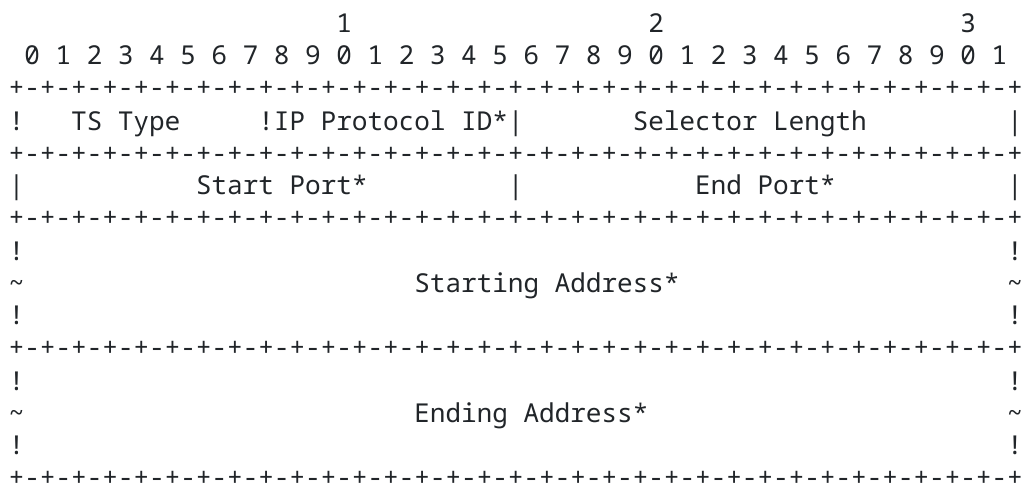 1                   2                   3
 0 1 2 3 4 5 6 7 8 9 0 1 2 3 4 5 6 7 8 9 0 1 2 3 4 5 6 7 8 9 0 1
+-+-+-+-+-+-+-+-+-+-+-+-+-+-+-+-+-+-+-+-+-+-+-+-+-+-+-+-+-+-+-+-+
!   TS Type     !IP Protocol ID*|       Selector Length         |
+-+-+-+-+-+-+-+-+-+-+-+-+-+-+-+-+-+-+-+-+-+-+-+-+-+-+-+-+-+-+-+-+
|           Start Port*         |           End Port*           |
+-+-+-+-+-+-+-+-+-+-+-+-+-+-+-+-+-+-+-+-+-+-+-+-+-+-+-+-+-+-+-+-+
!                                                               !
~                         Starting Address*                     ~
!                                                               !
+-+-+-+-+-+-+-+-+-+-+-+-+-+-+-+-+-+-+-+-+-+-+-+-+-+-+-+-+-+-+-+-+
!                                                               !
~                         Ending Address*                       ~
!                                                               !
+-+-+-+-+-+-+-+-+-+-+-+-+-+-+-+-+-+-+-+-+-+-+-+-+-+-+-+-+-+-+-+-+